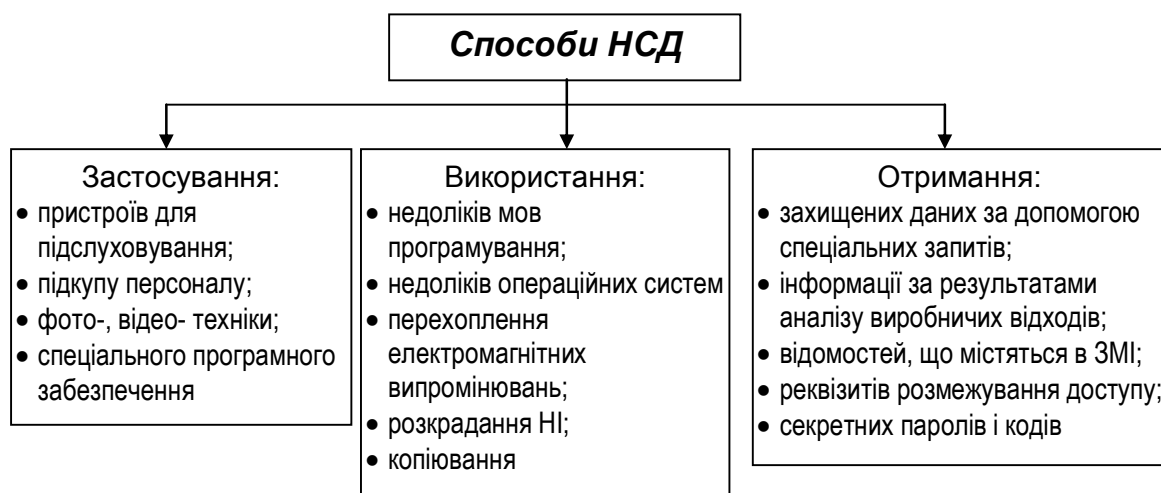 Способи НСД
Застосування:
• пристроїв для
підслуховування;
• підкупу персоналу;
• фото-, відео- техніки;
• спеціального програмного
забезпечення
Використання:
• недоліків мов
програмування;
• недоліків операційних систем
• перехоплення
електромагнітних
випромінювань;
• розкрадання НІ;
• копіювання
Отримання:
• захищених даних за допомогою
спеціальних запитів;
• інформації за результатами
аналізу виробничих відходів;
• відомостей, що містяться в ЗМІ;
• реквізитів розмежування доступу;
• секретних паролів і кодів